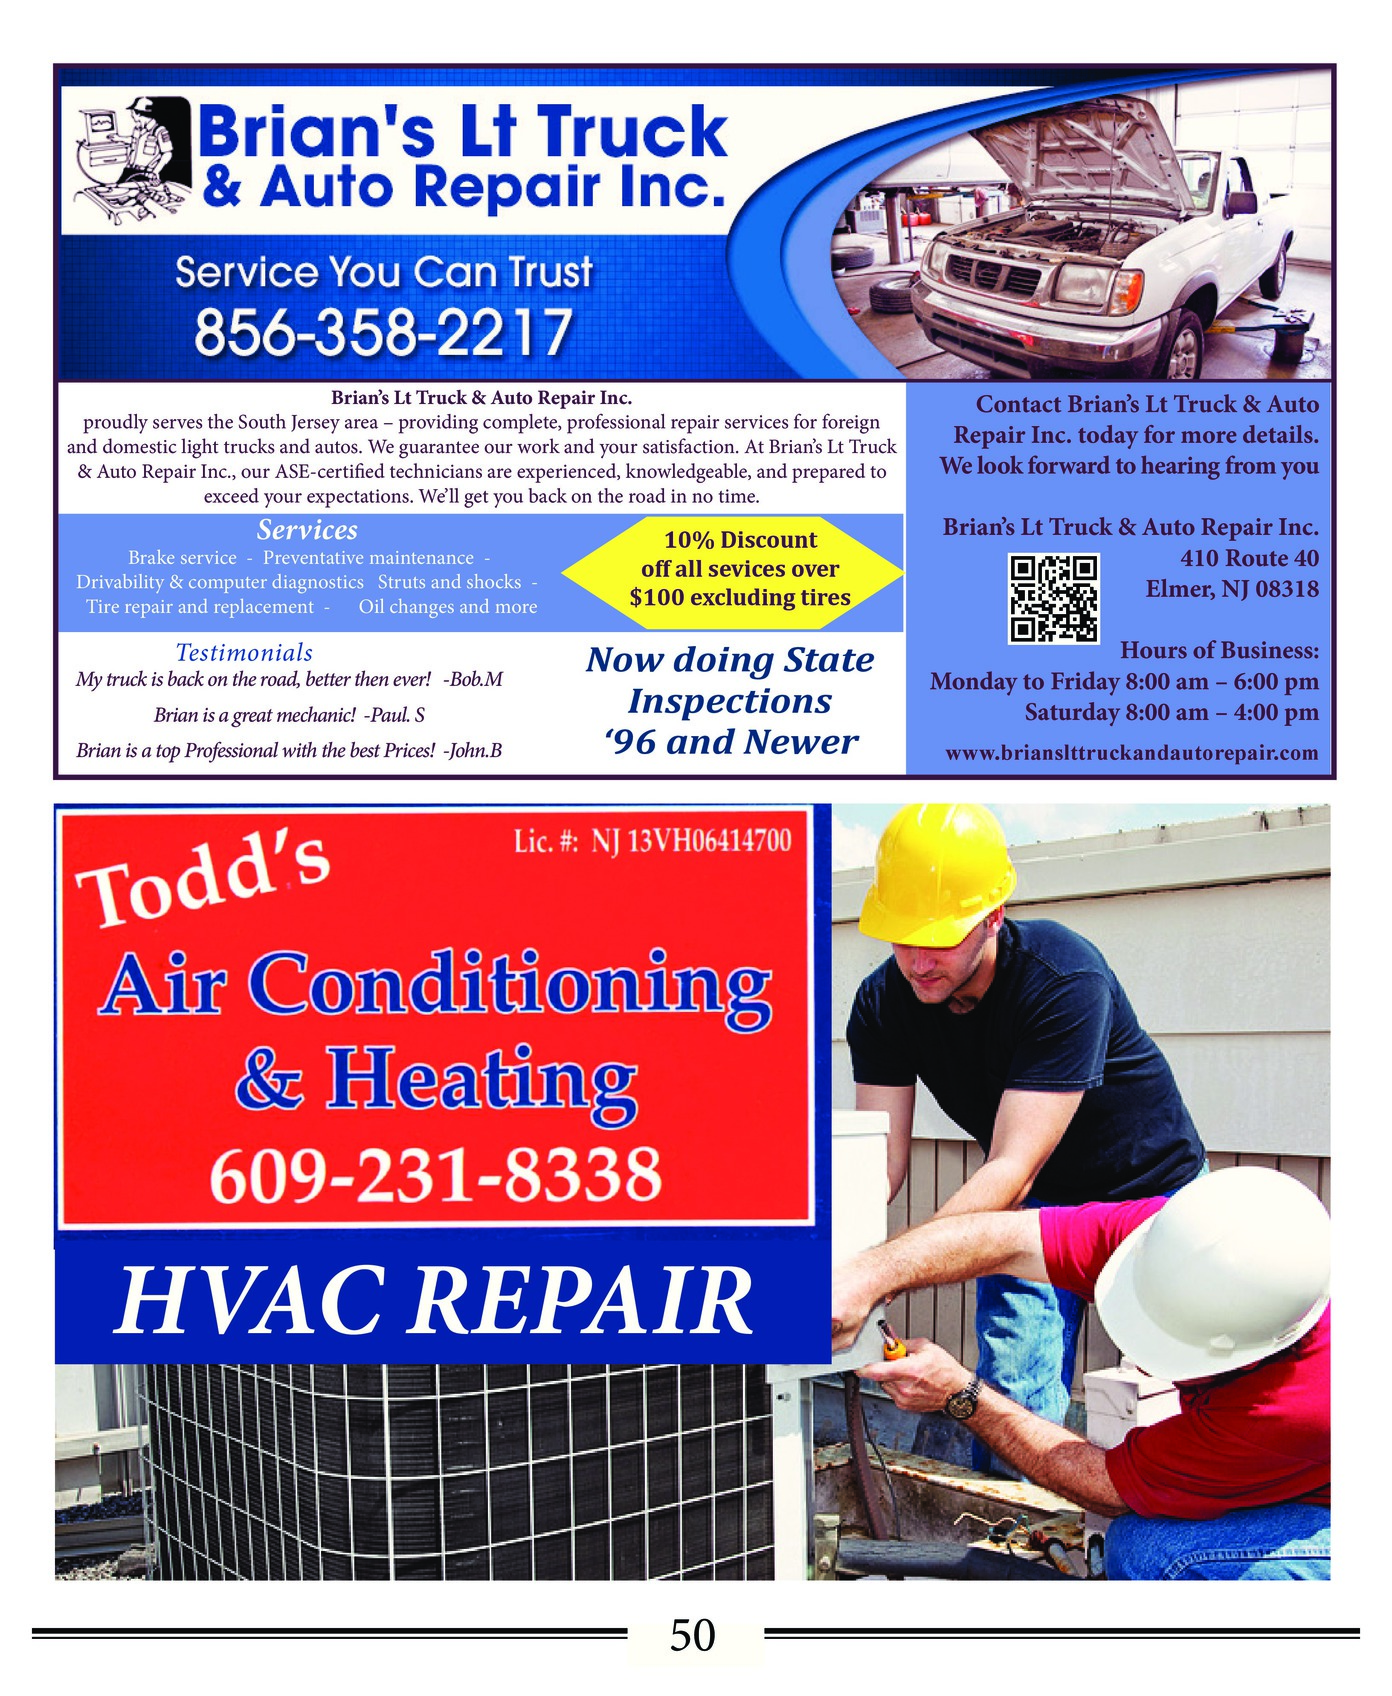 Brian's Lt Truck
& Auto Repair Inc.
Service You Can Trust
856-358-2217
Brian's Lt Truck & Auto Repair Inc.
proudly serves the South Jersey area – providing complete, professional repair services for foreign
and domestic light trucks and autos. We guarantee our work and your satisfaction. At Brian's Lt Truck
& Auto Repair Inc., our ASE-certified technicians are experienced, knowledgeable, and prepared to
exceed your expectations. We'll get you back on the road in no time.
Services
Brake service - Preventative maintenance -
Drivability & computer diagnostics Struts and shocks -
Tire repair and replacement - Oil changes and more
10% Discount
off all sevices over
$100 excluding tires
Testimonials
My truck is back on the road, better then ever! -Bob.M
Brian is a great mechanic! -Paul. S
Brian is a top Professional with the best Prices! -John.B
Now doing State
Inspections
‘96 and Newer
Contact Brian's Lt Truck & Auto
Repair Inc. today for more details.
We look forward to hearing from you
Brian's Lt Truck & Auto Repair Inc.
410 Route 40
Elmer, NJ 08318
Hours of Business:
Monday to Friday 8:00 am – 6:00 pm
Saturday 8:00 am – 4:00 pm
www.brianslttruckandautorepair.com
Todd's
Lic. #: NJ 13VH06414700
Air Conditioning
& Heating
609-231-8338
HVAC REPAIR
50